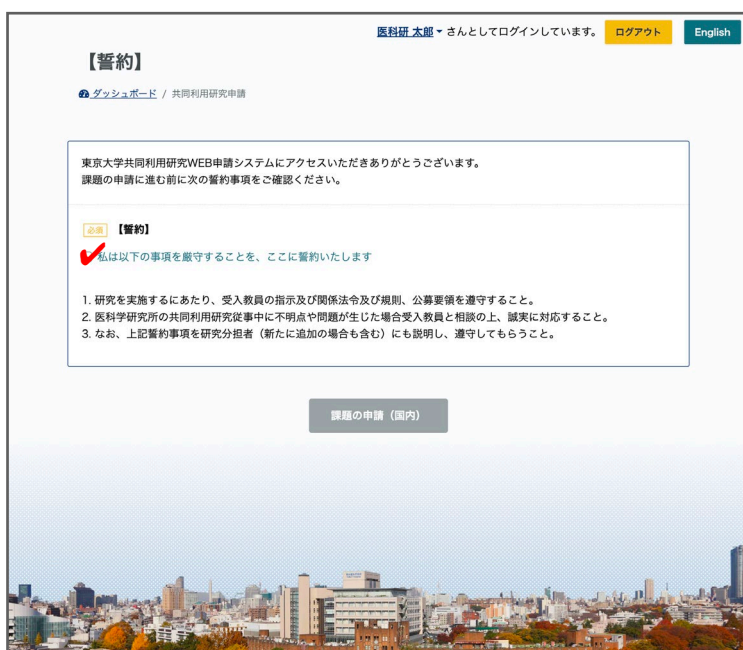 医科研 太郎 さんとしてログインしています。 ログアウト English
【誓約】
ダッシュボード / 共同利用研究申請
東京大学共同利用研究WEB申請システムにアクセスいただきありがとうございます。
課題の申請に進む前に次の誓約事項をご確認ください。
必須 【誓約】
私は以下の事項を厳守することを、ここに誓約いたします
1. 研究を実施するにあたり、受入教員の指示及び関係法令及び規則、公募要領を遵守すること。
2. 医科学研究所の共同利用研究従事中に不明点や問題が生じた場合受入教員と相談の上、誠実に対応すること。
3. なお、上記誓約事項を研究分担者（新たに追加の場合も含む）にも説明し、遵守してもらうこと。
課題の申請（国内）